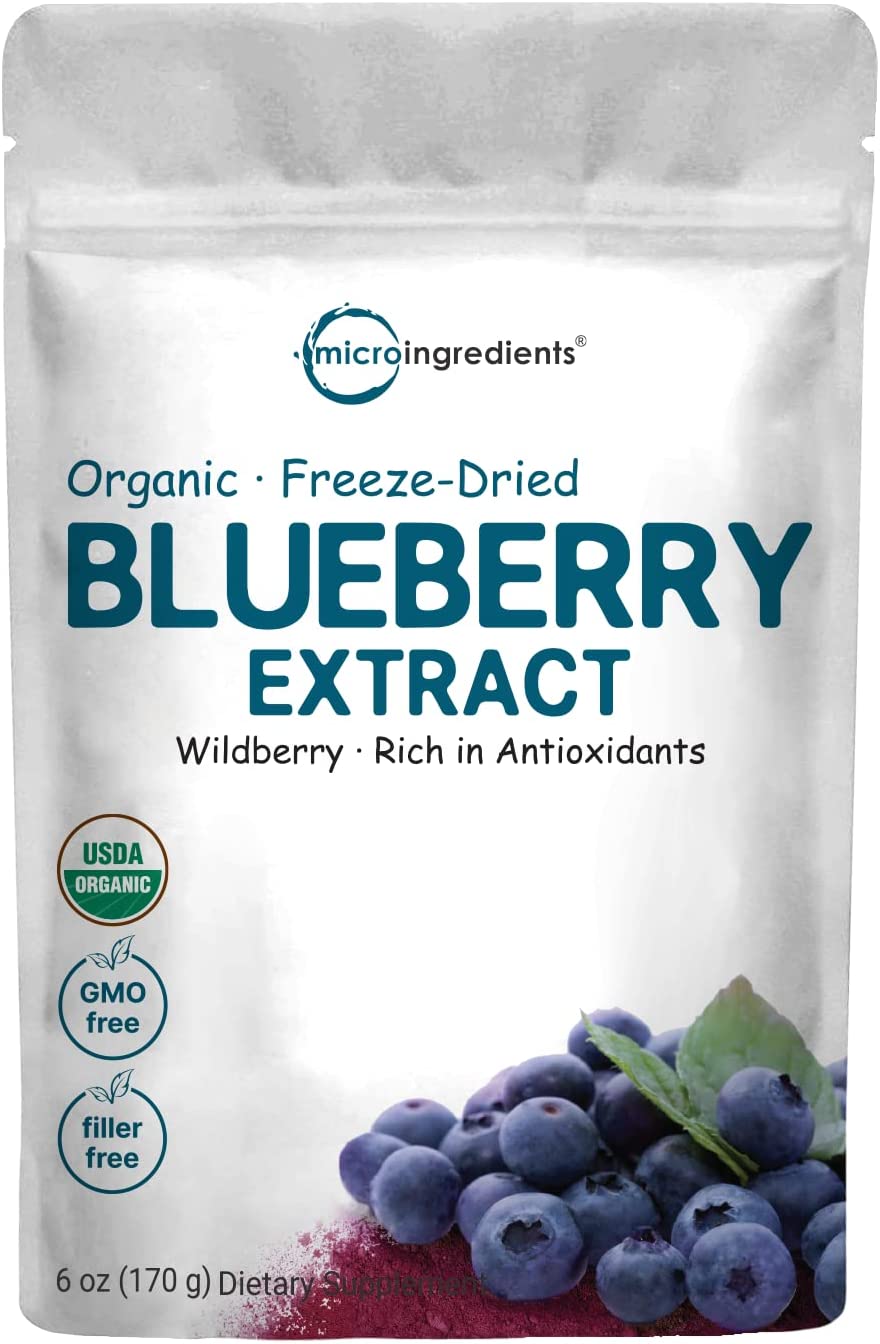 microingredients®
Organic · Freeze-Dried
BLUEBERRY
EXTRACT
Wildberry · Rich in Antioxidants
USDA
ORGANIC
GMO
free
filler
free
6 oz (170 g) Dietary Supplement